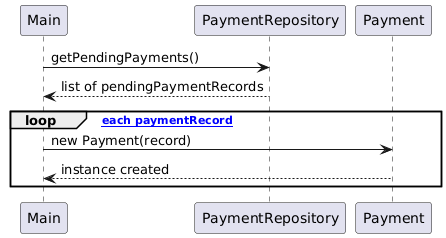 Main PaymentRepository Payment
getPendingPayments()
list of pendingPaymentRecords
loop each paymentRecord
new Payment(record)
instance created
Main PaymentRepository Payment